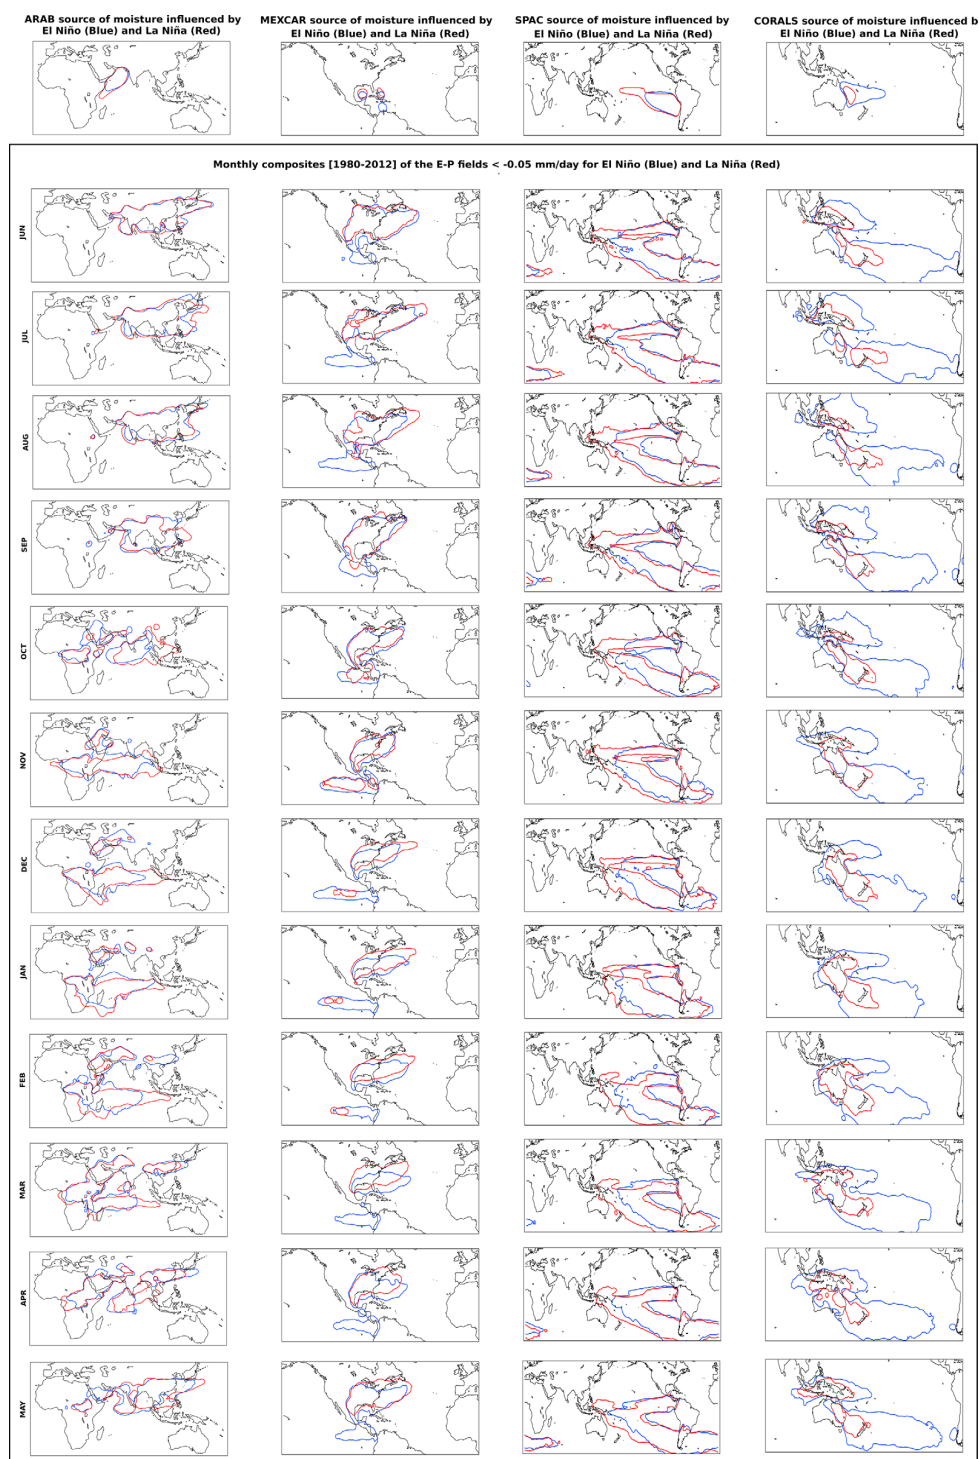 ARAB source of moisture influenced by
El Niño (Blue) and La Niña (Red)
MEXCAR source of moisture influenced by
El Niño (Blue) and La Niña (Red)
SPAC source of moisture influenced by
El Niño (Blue) and La Niña (Red)
CORALS source of moisture influenced by
El Niño (Blue) and La Niña (Red)
Monthly composites [1980-2012] of the E-P fields < -0.05 mm/day for El Niño (Blue) and La Niña (Red)
JUN
JUL
AUG
SEP
OCT
NOV
DEC
JAN
FEB
MAR
APR
MAY